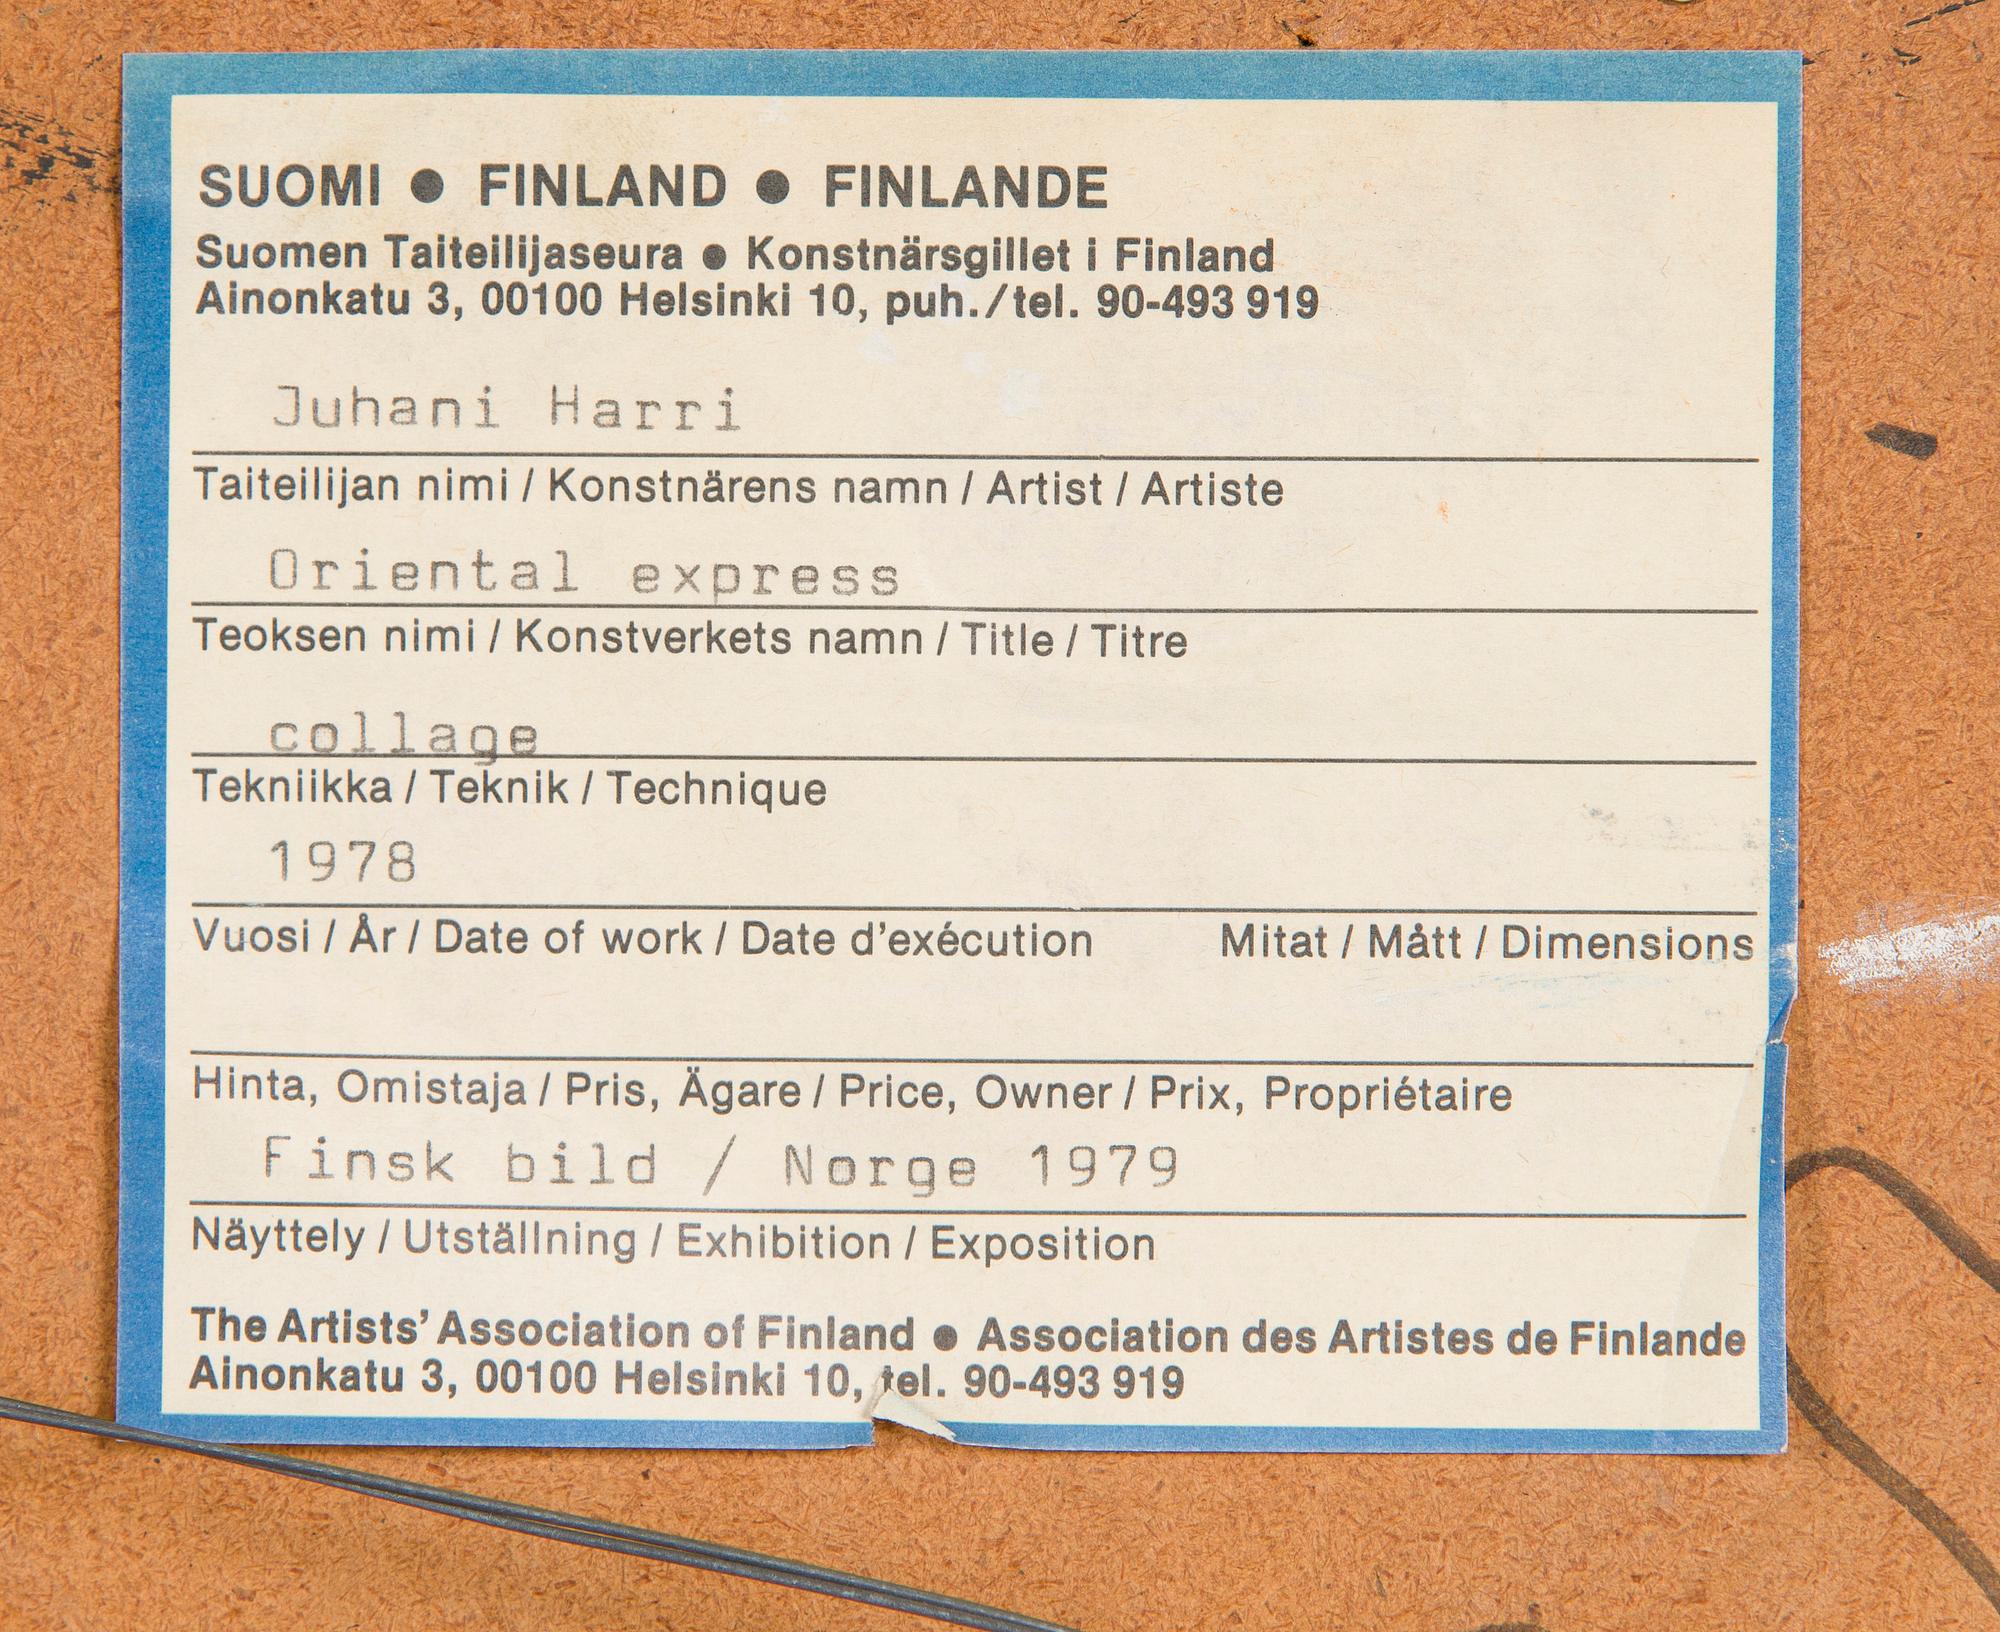 SUOMI ● FINLAND ● FINLANDE
Suomen Taiteilijaseura ● Konstnärsgillet i Finland
Ainonkatu 3, 00100 Helsinki 10, puh./tel. 90-493 919
Juhani Harri
Taiteilijan nimi / Konstnärens namn / Artist / Artiste
Oriental express
Teoksen nimi / Konstverkets namn / Title / Titre
collage
Tekniikka / Teknik / Technique
1978
Vuosi / År / Date of work / Date d'exécution Mitat / Mått / Dimensions
Hinta, Omistaja / Pris, Ägare / Price, Owner / Prix, Propriétaire
Finsk bild / Norge 1979
Näyttely / Utställning / Exhibition / Exposition
The Artists' Association of Finland ● Association des Artistes de Finlande
Ainonkatu 3, 00100 Helsinki 10, tel. 90-493 919